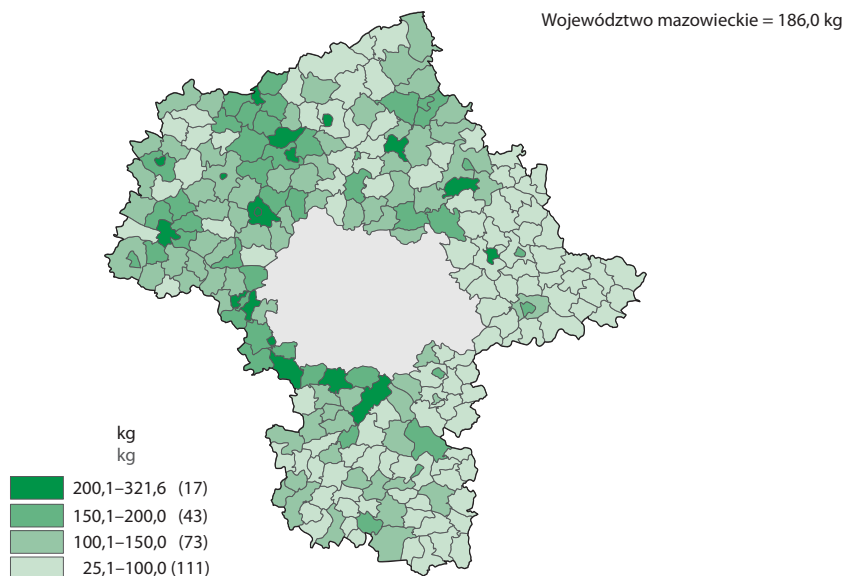 Województwo mazowieckie = 186,0 kg
kg
kg
200,1–321,6 (17)
150,1–200,0 (43)
100,1–150,0 (73)
25,1–100,0 (111)